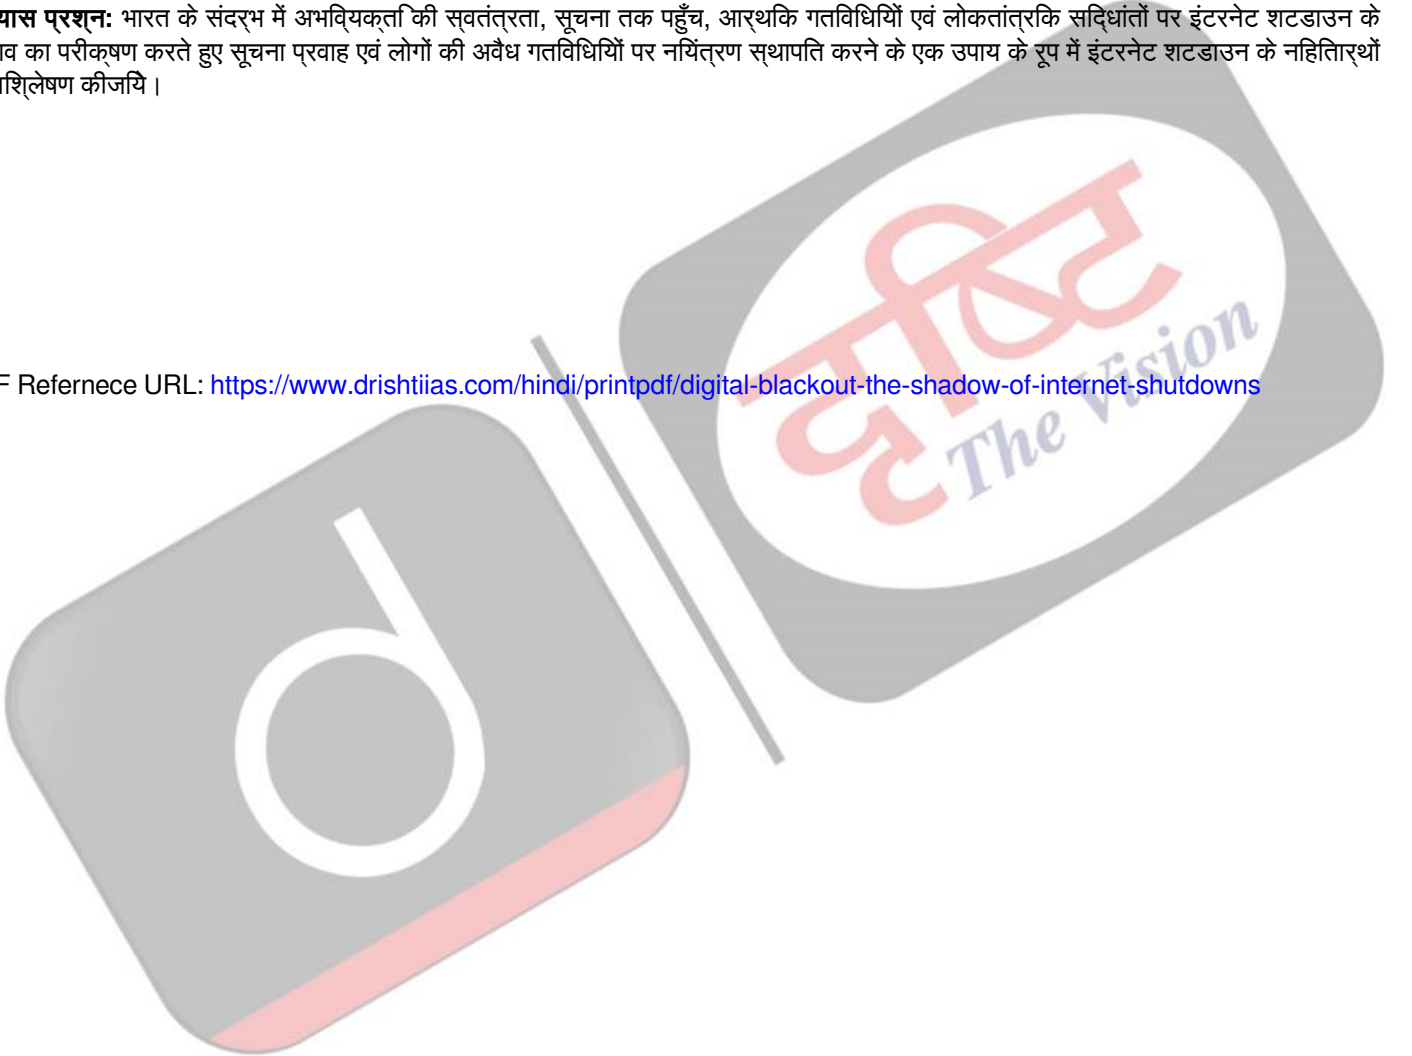 यास प्रश्न: भारत के संदर्भ में अभिव्यक्ति की स्वतंत्रता, सूचना तक पहुँच, आर्थिक गतिविधियों एवं लोकतांत्रिक सिद्धांतों पर इंटरनेट शटडाउन के
ाव का परीक्षण करते हुए सूचना प्रवाह एवं लोगों की अवैध गतिविधियों पर नियंत्रण स्थापित करने के एक उपाय के रूप में इंटरनेट शटडाउन के निहितार्थों
विश्लेषण कीजिये।
दृष्टि
The Vision
F Refernece URL: https://www.drishtiias.com/hindi/printpdf/digital-blackout-the-shadow-of-internet-shutdowns
d